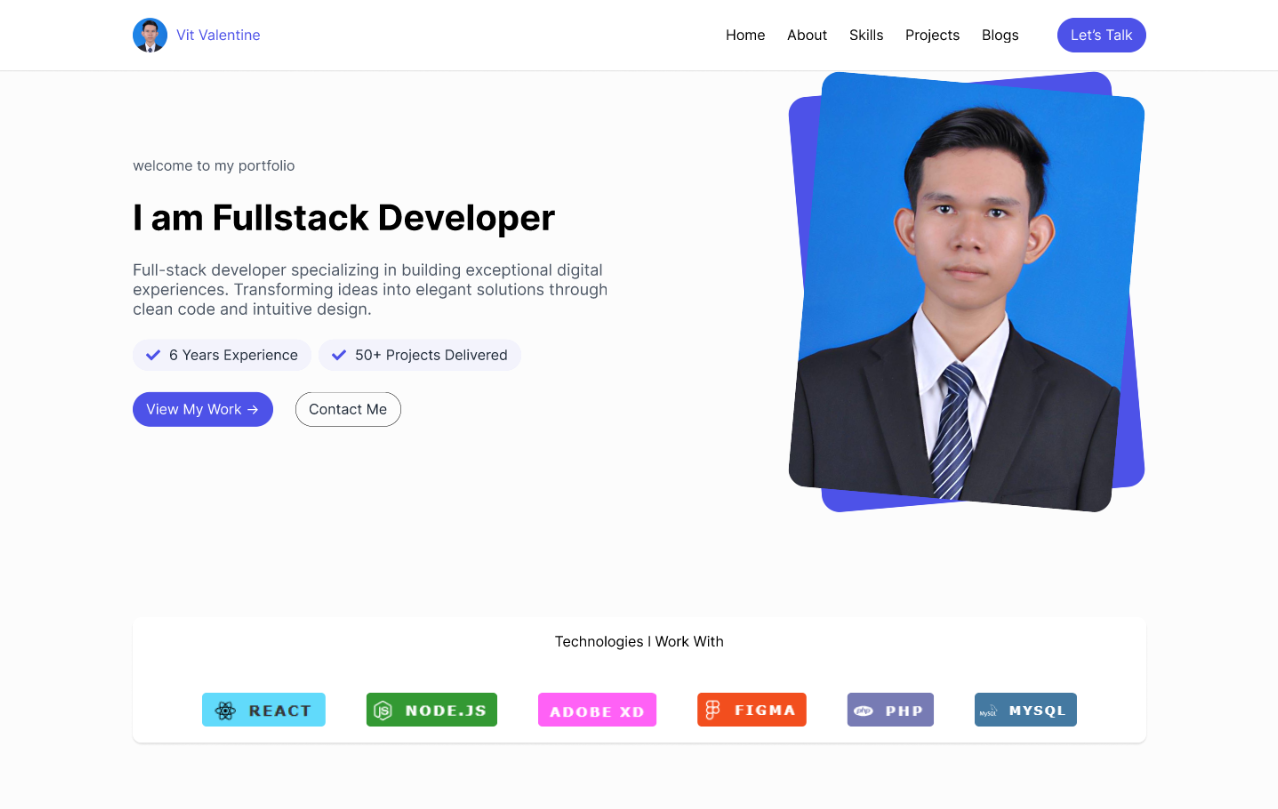 Vit Valentine
Home
About
Skills
Projects
Blogs
Let's Talk
welcome to my portfolio
I am Fullstack Developer
Full-stack developer specializing in building exceptional digital
experiences. Transforming ideas into elegant solutions through
clean code and intuitive design.
6 Years Experience
50+ Projects Delivered
View My Work →
Contact Me
Technologies I Work With
REACT
JS NODE.JS
ADOBE XD
FIGMA
php PHP
MySQL MYSQL